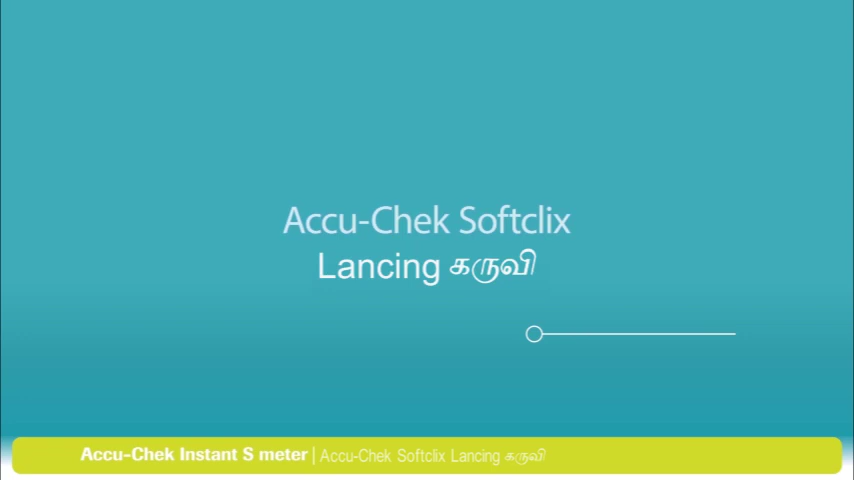 Accu-Chek Softclix
Lancing கருவி
Accu-Chek Instant S meter | Accu-Chek Softclix Lancing கருவி